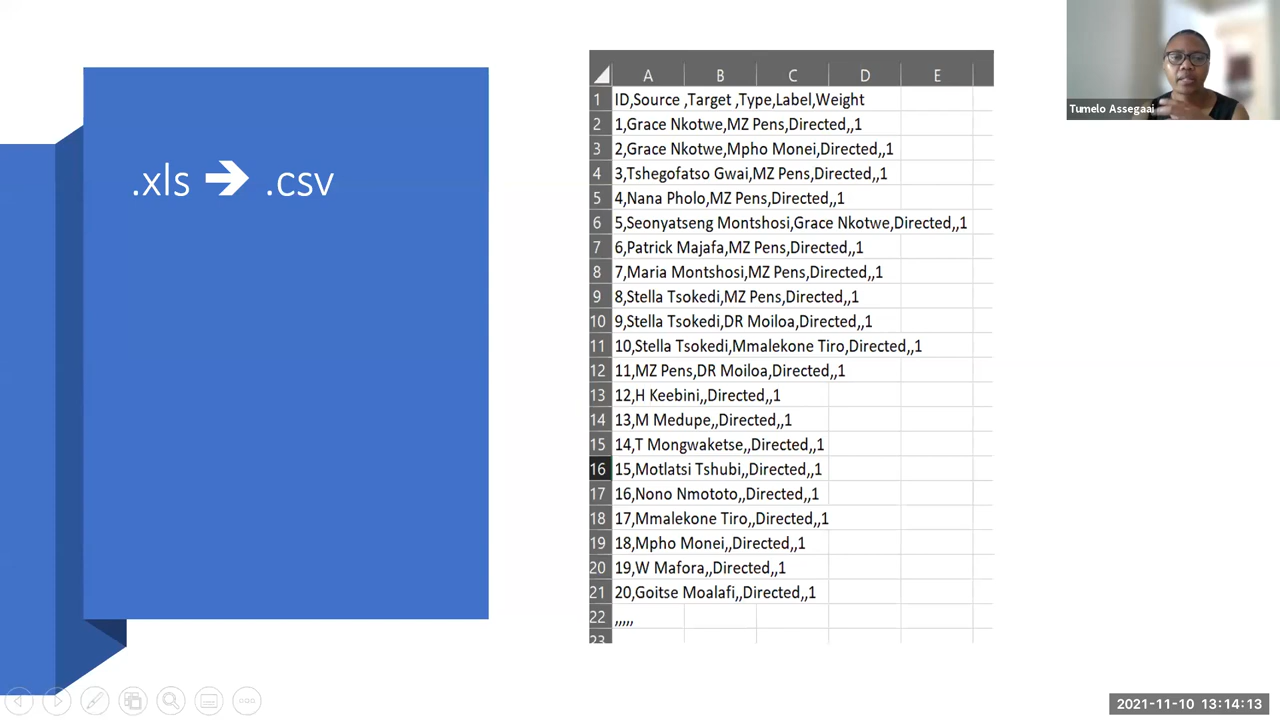 .xls → .csv
A B C D E
1 ID,Source ,Target ,Type,Label,Weight
2 1,Grace Nkotwe,MZ Pens,Directed,,1
3 2,Grace Nkotwe,Mpho Monei,Directed,,1
4 3,Tshegofatso Gwai,MZ Pens,Directed,,1
5 4,Nana Pholo,MZ Pens,Directed,,1
6 5,Seonyatseng Montshosi,Grace Nkotwe,Directed,,1
7 6,Patrick Majafa,MZ Pens,Directed,,1
8 7,Maria Montshosi,MZ Pens,Directed,,1
9 8,Stella Tsokedi,MZ Pens,Directed,,1
10 9,Stella Tsokedi,DR Moiloa,Directed,,1
11 10,Stella Tsokedi,Mmalekone Tiro,Directed,,1
12 11,MZ Pens,DR Moiloa,Directed,,1
13 12,H Keebini,,Directed,,1
14 13,M Medupe,,Directed,,1
15 14,T Mongwaketse,,Directed,,1
16 15,Motlatsi Tshubi,,Directed,,1
17 16,Nono Nmototo,,Directed,,1
18 17,Mmalekone Tiro,,Directed,,1
19 18,Mpho Monei,,Directed,,1
20 19,W Mafora,,Directed,,1
21 20,Goitse Moalafi,,Directed,,1
22 ,,,,,
23
Tumelo Assegaai
2021-11-10 13:14:13